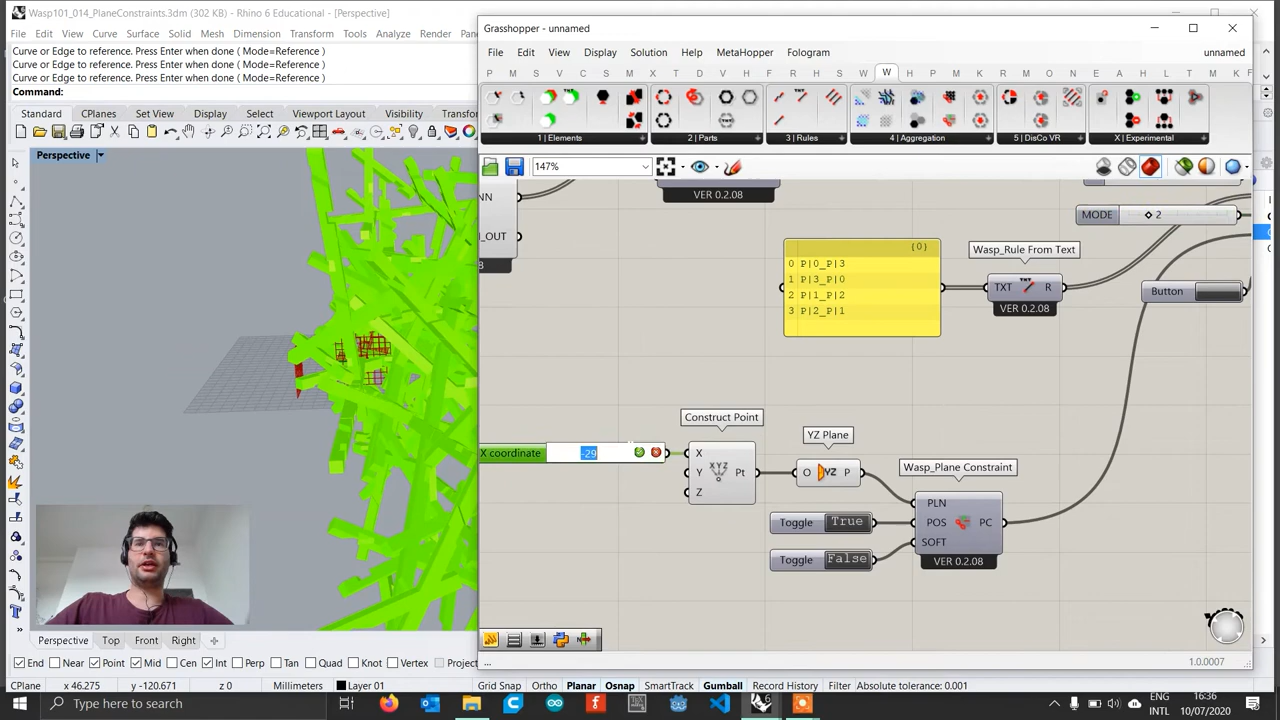 Wasp101_014_PlaneConstraints.3dm (302 KB) - Rhino 6 Educational - [Perspective]
File Edit View Curve Surface Solid Mesh Dimension Transform Tools Analyze Render
Curve or Edge to reference. Press Enter when done ( Mode=Reference )
Curve or Edge to reference. Press Enter when done ( Mode=Reference )
Curve or Edge to reference. Press Enter when done ( Mode=Reference )
Command:
Standard CPlanes Set View Display Select Viewport Layout Visibility Transfor
Perspective
Grasshopper - unnamed
File Edit View Display Solution Help MetaHopper Fologram unnamed
P M S V C S M X T D V H D F R H S W W H P M K R B N E A E F H E L M T X M T K F
1 | Elements 2 | Parts 3 | Rules 4 | Aggregation 5 | DisCo VR X | Experimental
147%
NN
VER 0.2.08
_OUT
MODE 2
{0}
0 P|0_P|3
1 P|3_P|0
2 P|1_P|2
3 P|2_P|1
Wasp_Rule From Text
TXT R
VER 0.2.08
Button
Construct Point
X coordinate -29
X
Y Pt
Z
YZ Plane
O YZ P
Wasp_Plane Constraint
PLN
POS PC
SOFT
VER 0.2.08
Toggle True
Toggle False
... 1.0.0007
Perspective Top Front Right
End Near Point Mid Cen Int Perp Tan Quad Knot Vertex Project
CPlane x 46.275 y -120.671 z 0 Millimeters Layer 01 Grid Snap Ortho Planar Osnap SmartTrack Gumball Record History Filter Absolute tolerance: 0.001
Type here to search
ENG
INTL
16:36
10/07/2020